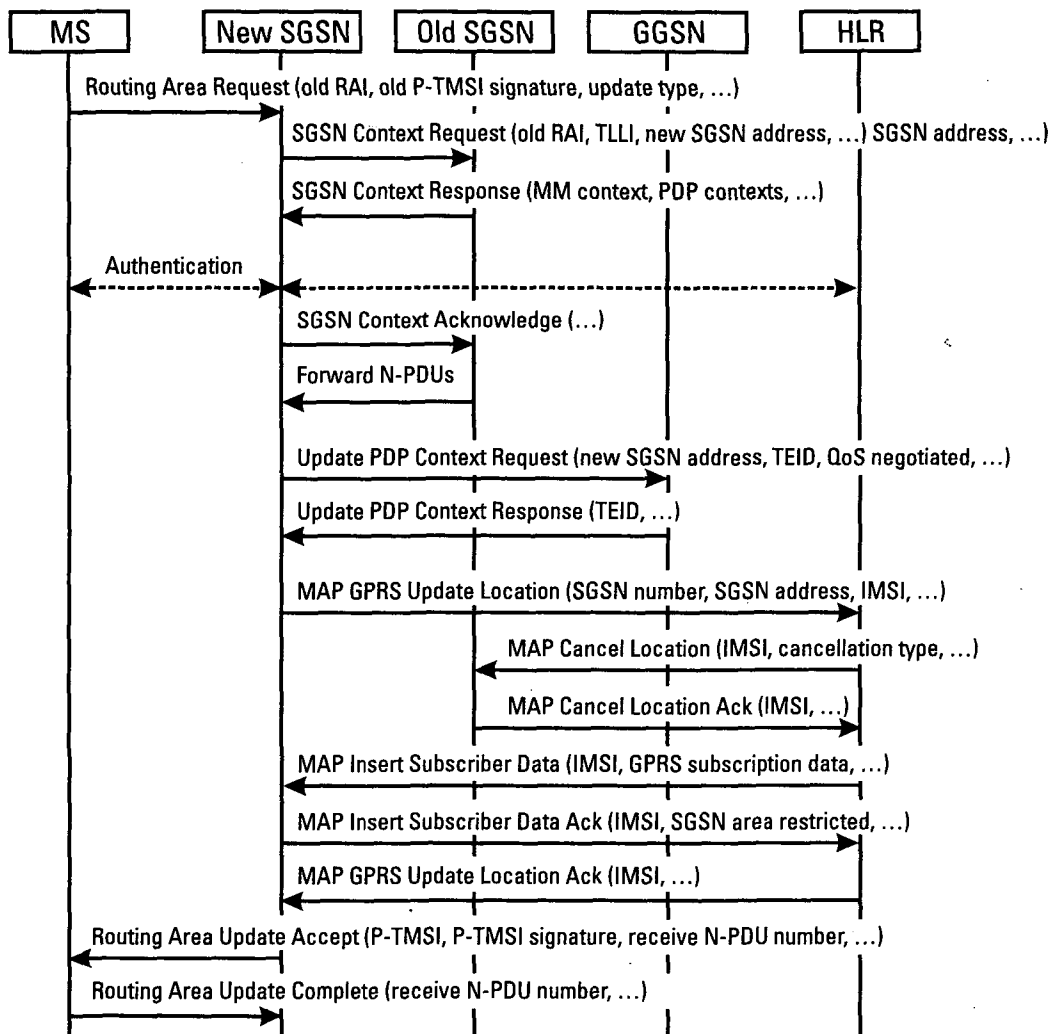 MS New SGSN Old SGSN GGSN HLR
Routing Area Request (old RAI, old P-TMSI signature, update type, ...)
SGSN Context Request (old RAI, TLLI, new SGSN address, ...) SGSN address, ...)
SGSN Context Response (MM context, PDP contexts, ...)
Authentication
SGSN Context Acknowledge (...)
Forward N-PDUs
Update PDP Context Request (new SGSN address, TEID, QoS negotiated, ...)
Update PDP Context Response (TEID, ...)
MAP GPRS Update Location (SGSN number, SGSN address, IMSI, ...)
MAP Cancel Location (IMSI, cancellation type, ...)
MAP Cancel Location Ack (IMSI, ...)
MAP Insert Subscriber Data (IMSI, GPRS subscription data, ...)
MAP Insert Subscriber Data Ack (IMSI, SGSN area restricted, ...)
MAP GPRS Update Location Ack (IMSI, ...)
Routing Area Update Accept (P-TMSI, P-TMSI signature, receive N-PDU number, ...)
Routing Area Update Complete (receive N-PDU number, ...)